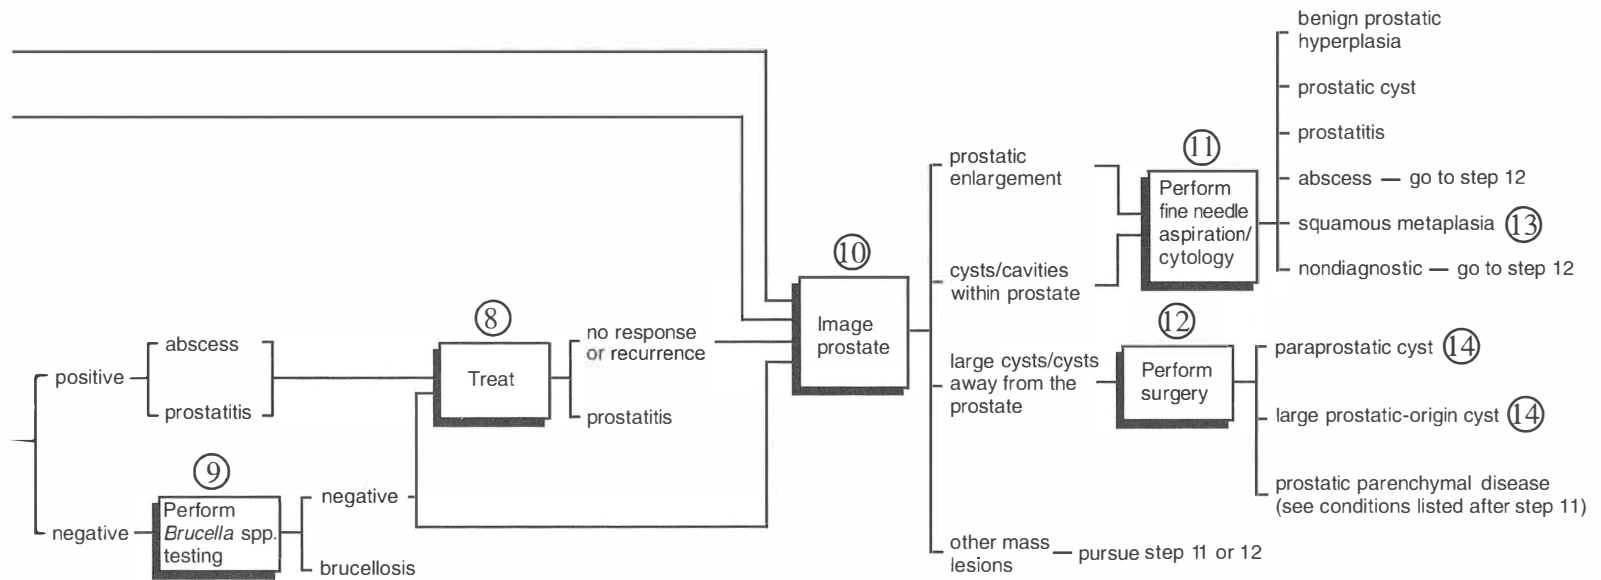 benign prostatic
hyperplasia
prostatic cyst
prostatitis
abscess — go to step 12
squamous metaplasia 13
nondiagnostic — go to step 12
11
Perform
fine needle
aspiration/
cytology
prostatic
enlargement
cysts/cavities
within prostate
large cysts/cysts
away from the
prostate
other mass
lesions
— pursue step 11 or 12
12
Perform
surgery
paraprostatic cyst 14
large prostatic-origin cyst 14
prostatic parenchymal disease
(see conditions listed after step 11)
10
Image
prostate
8
Treat
no response
or recurrence
prostatitis
positive
abscess
prostatitis
negative
9
Perform
Brucella spp.
testing
negative
brucellosis